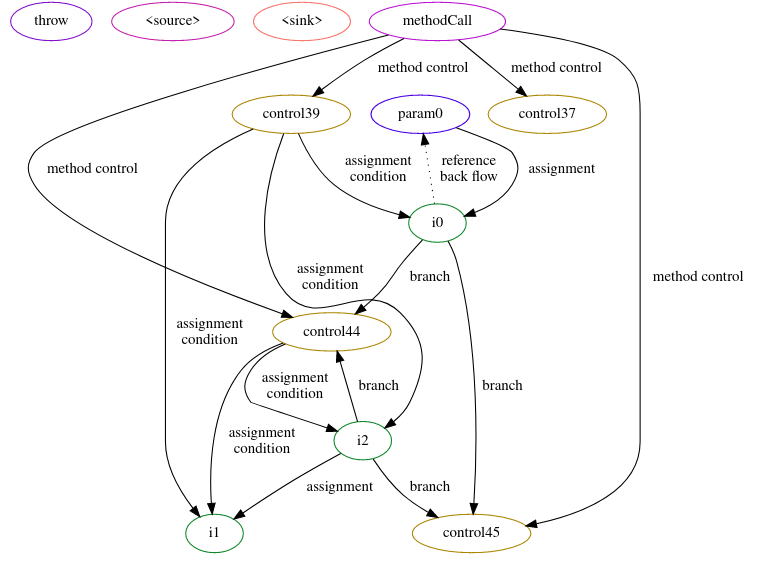 throw
<source>
<sink>
methodCall
method control
method control
control39
param0
control37
method control
assignment
condition
reference
back flow
assignment
i0
assignment
condition
branch
method control
assignment
condition
control44
assignment
condition
branch
branch
assignment
condition
i2
assignment
branch
i1
control45